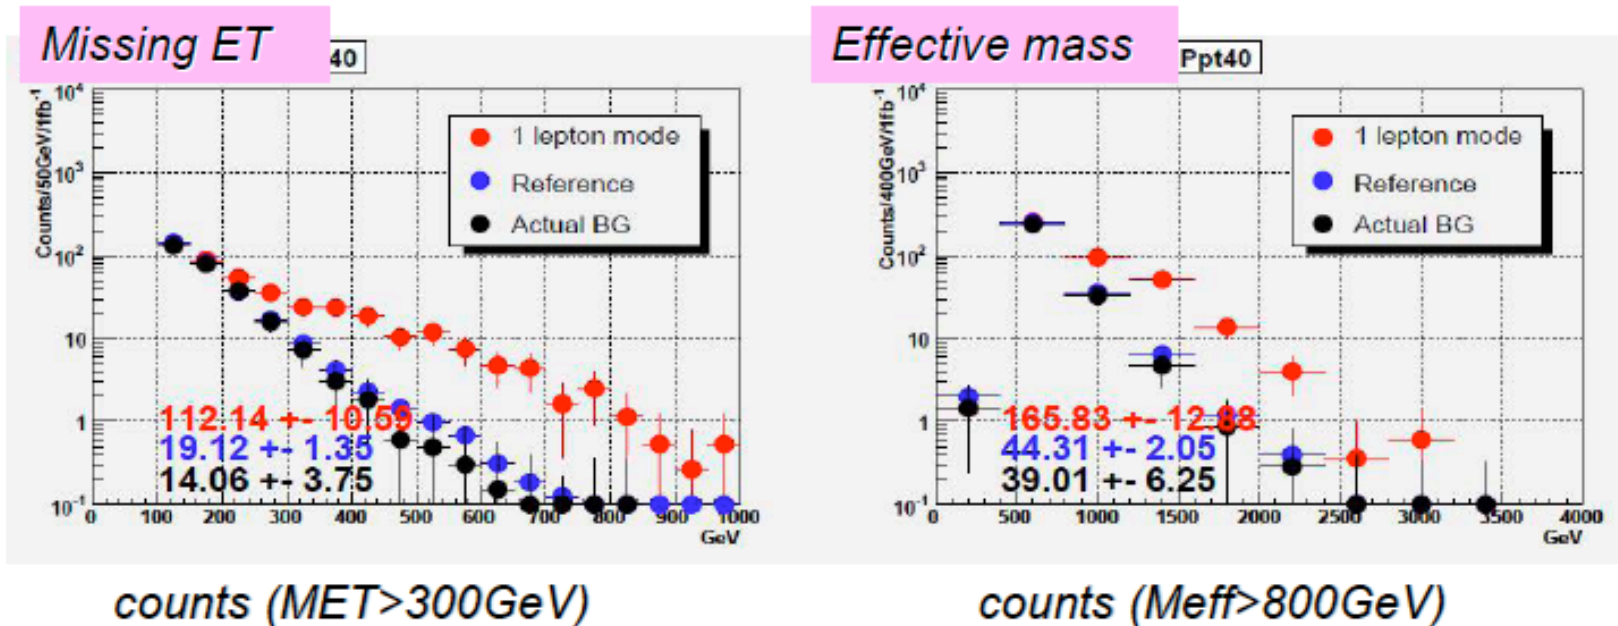 Missing ET
40
Counts/50GeV/1fb⁻¹
10⁴
10³
10²
10
1
10⁻¹
1 lepton mode
Reference
Actual BG
112.14 +- 10.59
19.12 +- 1.35
14.06 +- 3.75
0 100 200 300 400 500 600 700 800 900 1000
GeV
counts (MET>300GeV)
Effective mass
Ppt40
Counts/400GeV/1fb⁻¹
10⁴
10³
10²
10
1
10⁻¹
1 lepton mode
Reference
Actual BG
165.83 +- 12.88
44.31 +- 2.05
39.01 +- 6.25
0 500 1000 1500 2000 2500 3000 3500 4000
GeV
counts (Meff>800GeV)